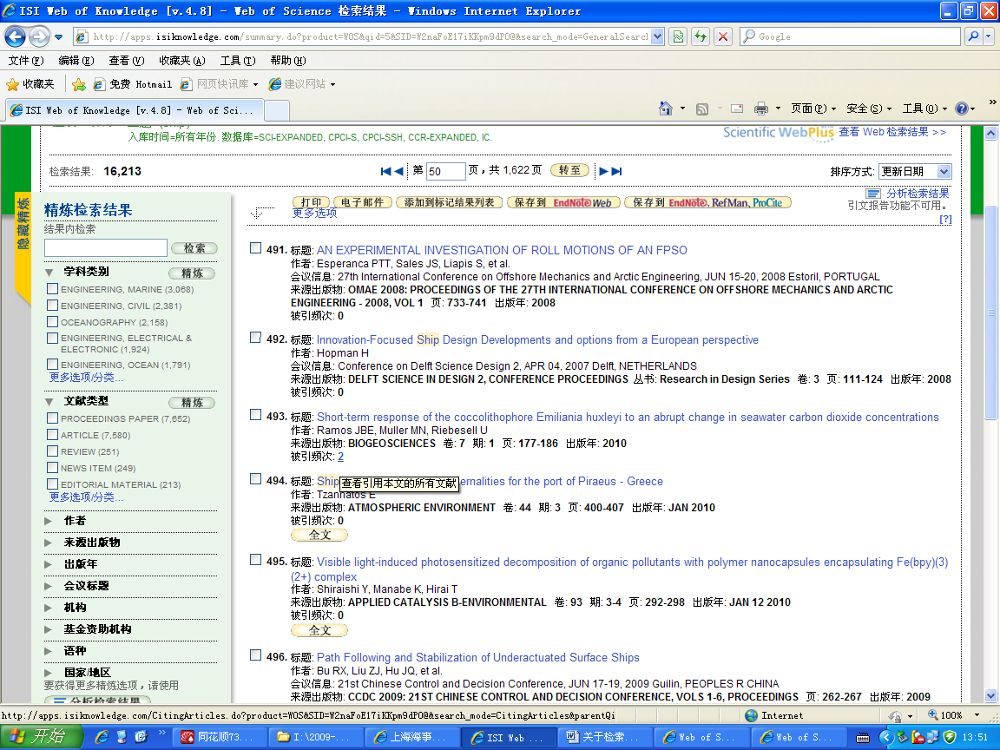 ISI Web of Knowledge [v.4.8] - Web of Science 检索结果 - Windows Internet Explorer
http://apps.isiknowledge.com/summary.do?product=WOS&qid=5&SID=W2naFoE17iKKpm9dPO@&search_mode=GeneralSearch
Google
文件(F) 编辑(E) 查看(V) 收藏夹(A) 工具(T) 帮助(H)
收藏夹 免费 Hotmail 网页快讯库 建议网站
ISI Web of Knowledge [v.4.8] - Web of Sci...
页面(P) 安全(S) 工具(O)
入库时间=所有年份. 数据库=SCI-EXPANDED, CPCI-S, CPCI-SSH, CCR-EXPANDED, IC.
Scientific WebPlus 查看 Web 检索结果 >>
检索结果: 16,213
第 50 页,共 1,622 页 转至
排序方式: 更新日期
隐藏精炼
精炼检索结果
结果内检索
检索
学科类别 精炼
ENGINEERING, MARINE (3,068)
ENGINEERING, CIVIL (2,381)
OCEANOGRAPHY (2,158)
ENGINEERING, ELECTRICAL &
ELECTRONIC (1,924)
ENGINEERING, OCEAN (1,791)
更多选项/分类...
文献类型 精炼
PROCEEDINGS PAPER (7,652)
ARTICLE (7,580)
REVIEW (251)
NEWS ITEM (249)
EDITORIAL MATERIAL (213)
更多选项/分类...
作者
来源出版物
出版年
会议标题
机构
基金资助机构
语种
国家/地区
要获得更多精炼选项，请使用
分析检索结果
打印 电子邮件 添加到标记结果列表 保存到 EndNote Web 保存到 EndNote, RefMan, ProCite
更多选项
分析检索结果
引文报告功能不可用。
[?]
491. 标题: AN EXPERIMENTAL INVESTIGATION OF ROLL MOTIONS OF AN FPSO
作者: Esperanca PTT, Sales JS, Liapis S, et al.
会议信息: 27th International Conference on Offshore Mechanics and Arctic Engineering, JUN 15-20, 2008 Estoril, PORTUGAL
来源出版物: OMAE 2008: PROCEEDINGS OF THE 27TH INTERNATIONAL CONFERENCE ON OFFSHORE MECHANICS AND ARCTIC
ENGINEERING - 2008, VOL 1 页: 733-741 出版年: 2008
被引频次: 0
492. 标题: Innovation-Focused Ship Design Developments and options from a European perspective
作者: Hopman H
会议信息: Conference on Delft Science Design 2, APR 04, 2007 Delft, NETHERLANDS
来源出版物: DELFT SCIENCE IN DESIGN 2, CONFERENCE PROCEEDINGS 丛书: Research in Design Series 卷: 3 页: 111-124 出版年: 2008
被引频次: 0
493. 标题: Short-term response of the coccolithophore Emiliania huxleyi to an abrupt change in seawater carbon dioxide concentrations
作者: Ramos JBE, Muller MN, Riebesell U
来源出版物: BIOGEOSCIENCES 卷: 7 期: 1 页: 177-186 出版年: 2010
被引频次: 2
494. 标题: Ship 查看引用本文的所有文献 ernalities for the port of Piraeus - Greece
作者: Tzannatos E
来源出版物: ATMOSPHERIC ENVIRONMENT 卷: 44 期: 3 页: 400-407 出版年: JAN 2010
被引频次: 0
全文
495. 标题: Visible light-induced photosensitized decomposition of organic pollutants with polymer nanocapsules encapsulating Fe(bpy)(3)
(2+) complex
作者: Shiraishi Y, Manabe K, Hirai T
来源出版物: APPLIED CATALYSIS B-ENVIRONMENTAL 卷: 93 期: 3-4 页: 292-298 出版年: JAN 12 2010
被引频次: 0
全文
496. 标题: Path Following and Stabilization of Underactuated Surface Ships
作者: Bu RX, Liu ZJ, Hu JQ, et al.
会议信息: 21st Chinese Control and Decision Conference, JUN 17-19, 2009 Guilin, PEOPLES R CHINA
来源出版物: CCDC 2009: 21ST CHINESE CONTROL AND DECISION CONFERENCE, VOLS 1-6, PROCEEDINGS 页: 262-267 出版年: 2009
http://apps.isiknowledge.com/CitingArticles.do?product=WOS&SID=W2naFoE17iKKpm9dPO@&search_mode=CitingArticles&parentQi
Internet 100%
开始 同花顺73... I:\2009-... 上海海事... ISI Web ... 关于检索... Web of S... Web of S... 13:51